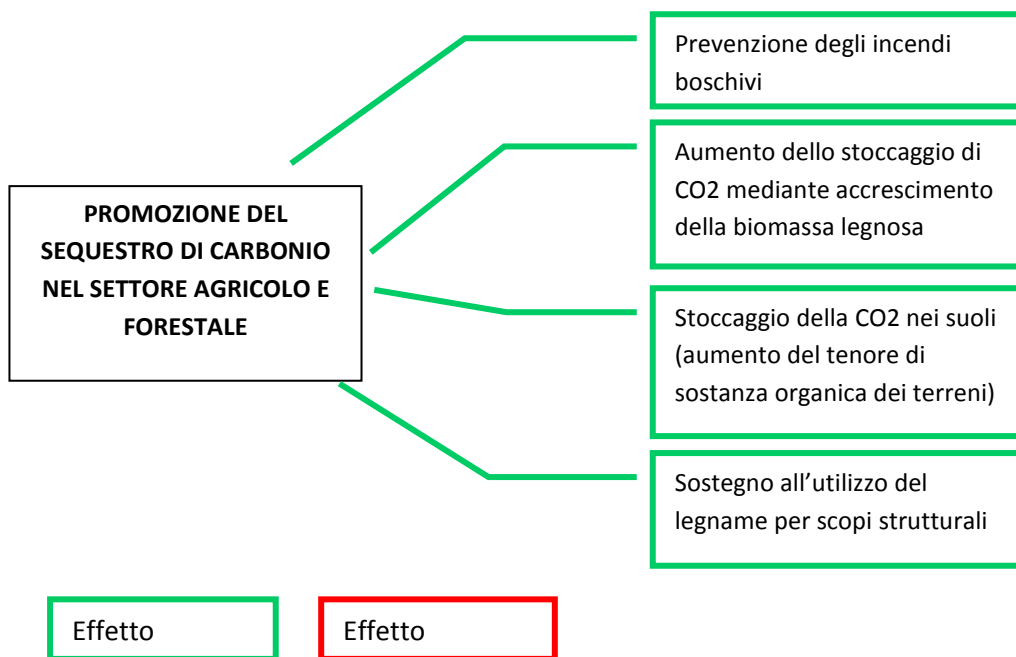 Prevenzione degli incendi
boschivi
Aumento dello stoccaggio di
CO2 mediante accrescimento
della biomassa legnosa
PROMOZIONE DEL
SEQUESTRO DI CARBONIO
NEL SETTORE AGRICOLO E
FORESTALE
Stoccaggio della CO2 nei suoli
(aumento del tenore di
sostanza organica dei terreni)
Sostegno all’utilizzo del
legname per scopi strutturali
Effetto
Effetto